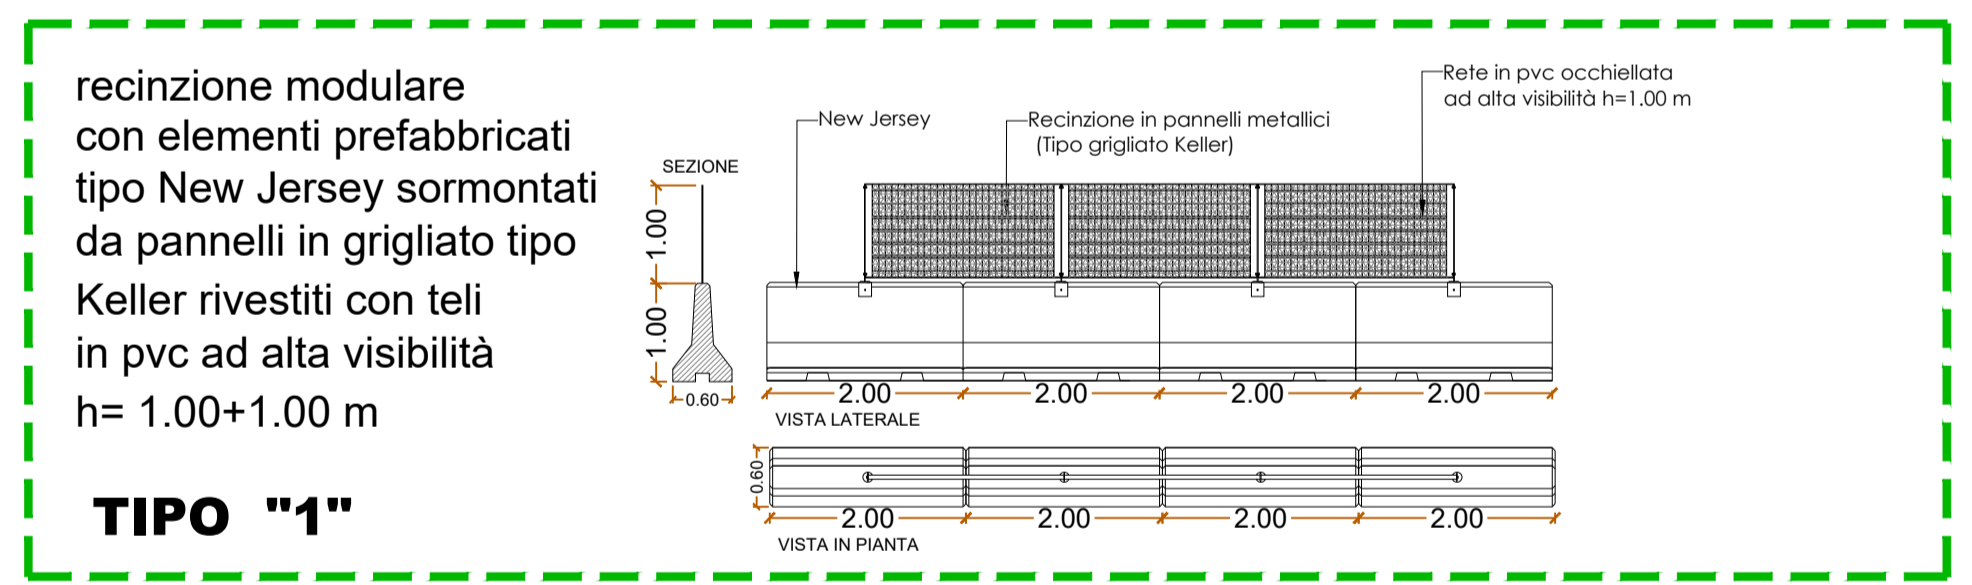 recinzione modulare
con elementi prefabbricati
tipo New Jersey sormontati
da pannelli in grigliato tipo
Keller rivestiti con teli
in pvc ad alta visibilità
h= 1.00+1.00 m
TIPO "1"
SEZIONE
1.00
1.00
0.60
New Jersey
Recinzione in pannelli metallici
(Tipo grigliato Keller)
Rete in pvc occhiellata
ad alta visibilità h=1.00 m
2.00 2.00 2.00 2.00
VISTA LATERALE
0.60
2.00 2.00 2.00 2.00
VISTA IN PIANTA